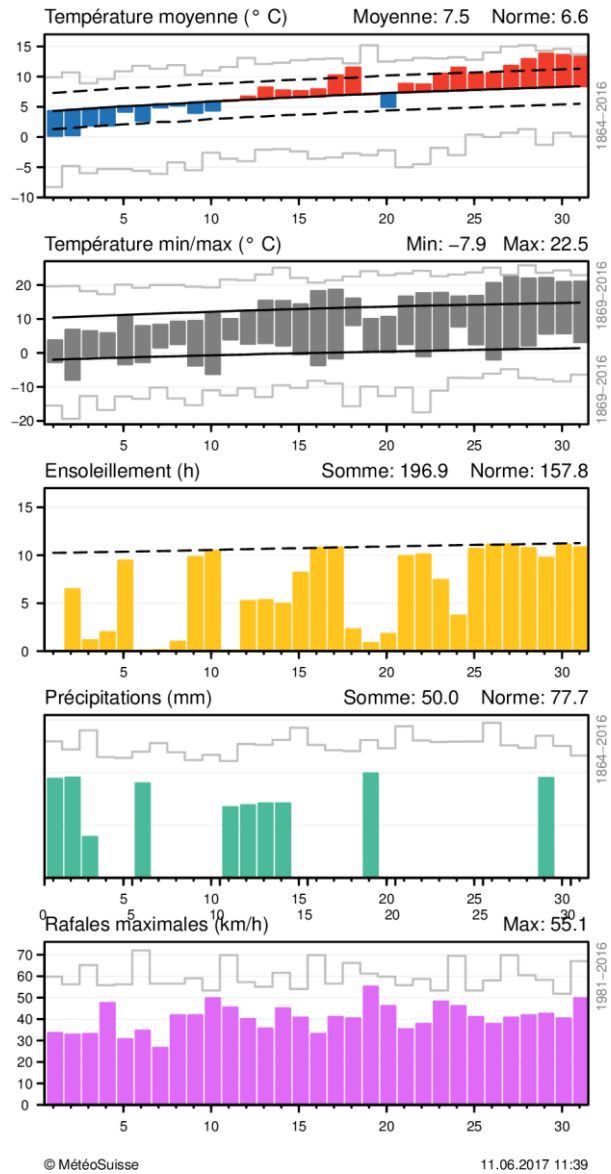 Température moyenne (° C) Moyenne: 7.5 Norme: 6.6
15
10
5
0
−5
−10
5 10 15 20 25 30
1864−2016
Température min/max (° C) Min: −7.9 Max: 22.5
20
10
0
−10
−20
5 10 15 20 25 30
1869−2016
1869−2016
Ensoleillement (h) Somme: 196.9 Norme: 157.8
15
10
5
0
5 10 15 20 25 30
Précipitations (mm) Somme: 50.0 Norme: 77.7
1864−2016
0 5 10 15 20 25 30
Rafales maximales (km/h) Max: 55.1
70
60
50
40
30
20
10
0
5 10 15 20 25 30
1981−2016
© MétéoSuisse 11.06.2017 11:39